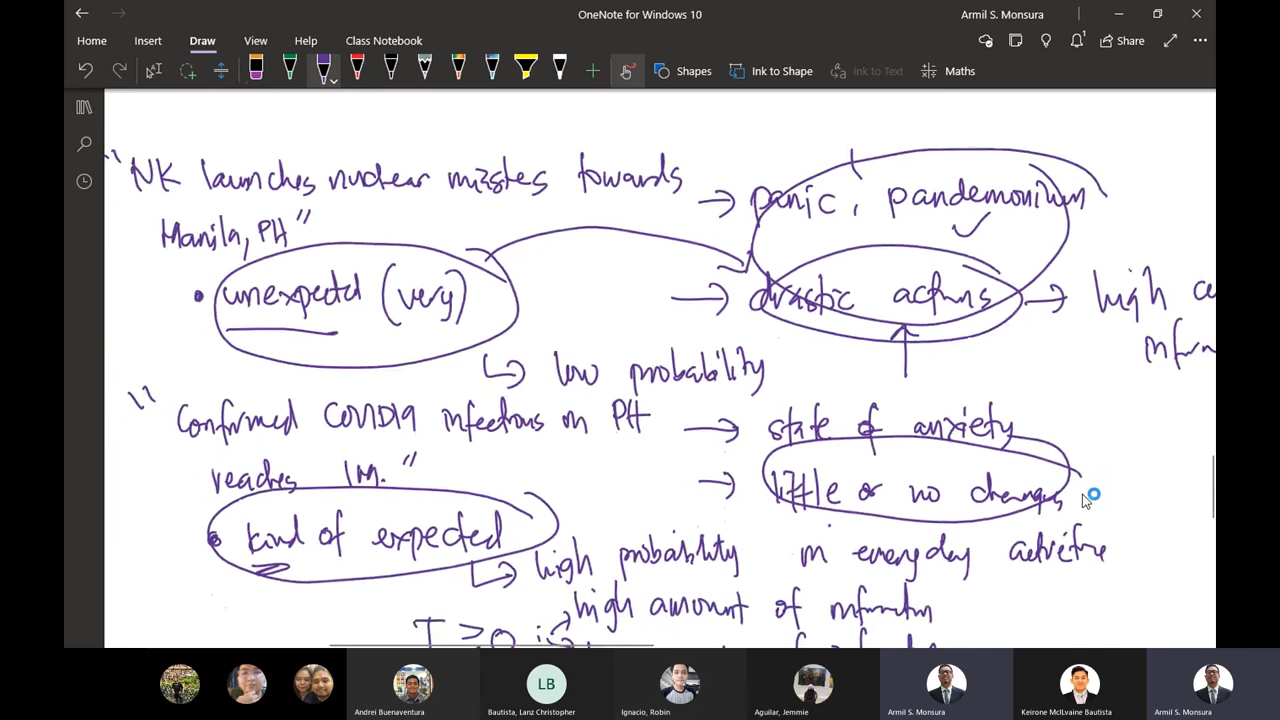 OneNote for Windows 10
Armil S. Monsura
Home Insert Draw View Help Class Notebook
Share
Shapes Ink to Shape Ink to Text Maths
"NK launches nuclear missles towards
Manila, PH"
→ panic, pandemonium
• unexpected (very)
→ drastic actions → high
↳ low probability
"Confirmed COVID19 infections on PH
reaches 1M."
→ state of anxiety
→ little or no changes
in everyday
• kind of expected
↳ high probability
high amount of
LB
Andrei Buenaventura
Bautista, Lanz Christopher
Ignacio, Robin
Aguilar, Jemmie
Armil S. Monsura
Keirone McIlvaine Bautista
Armil S. Monsura